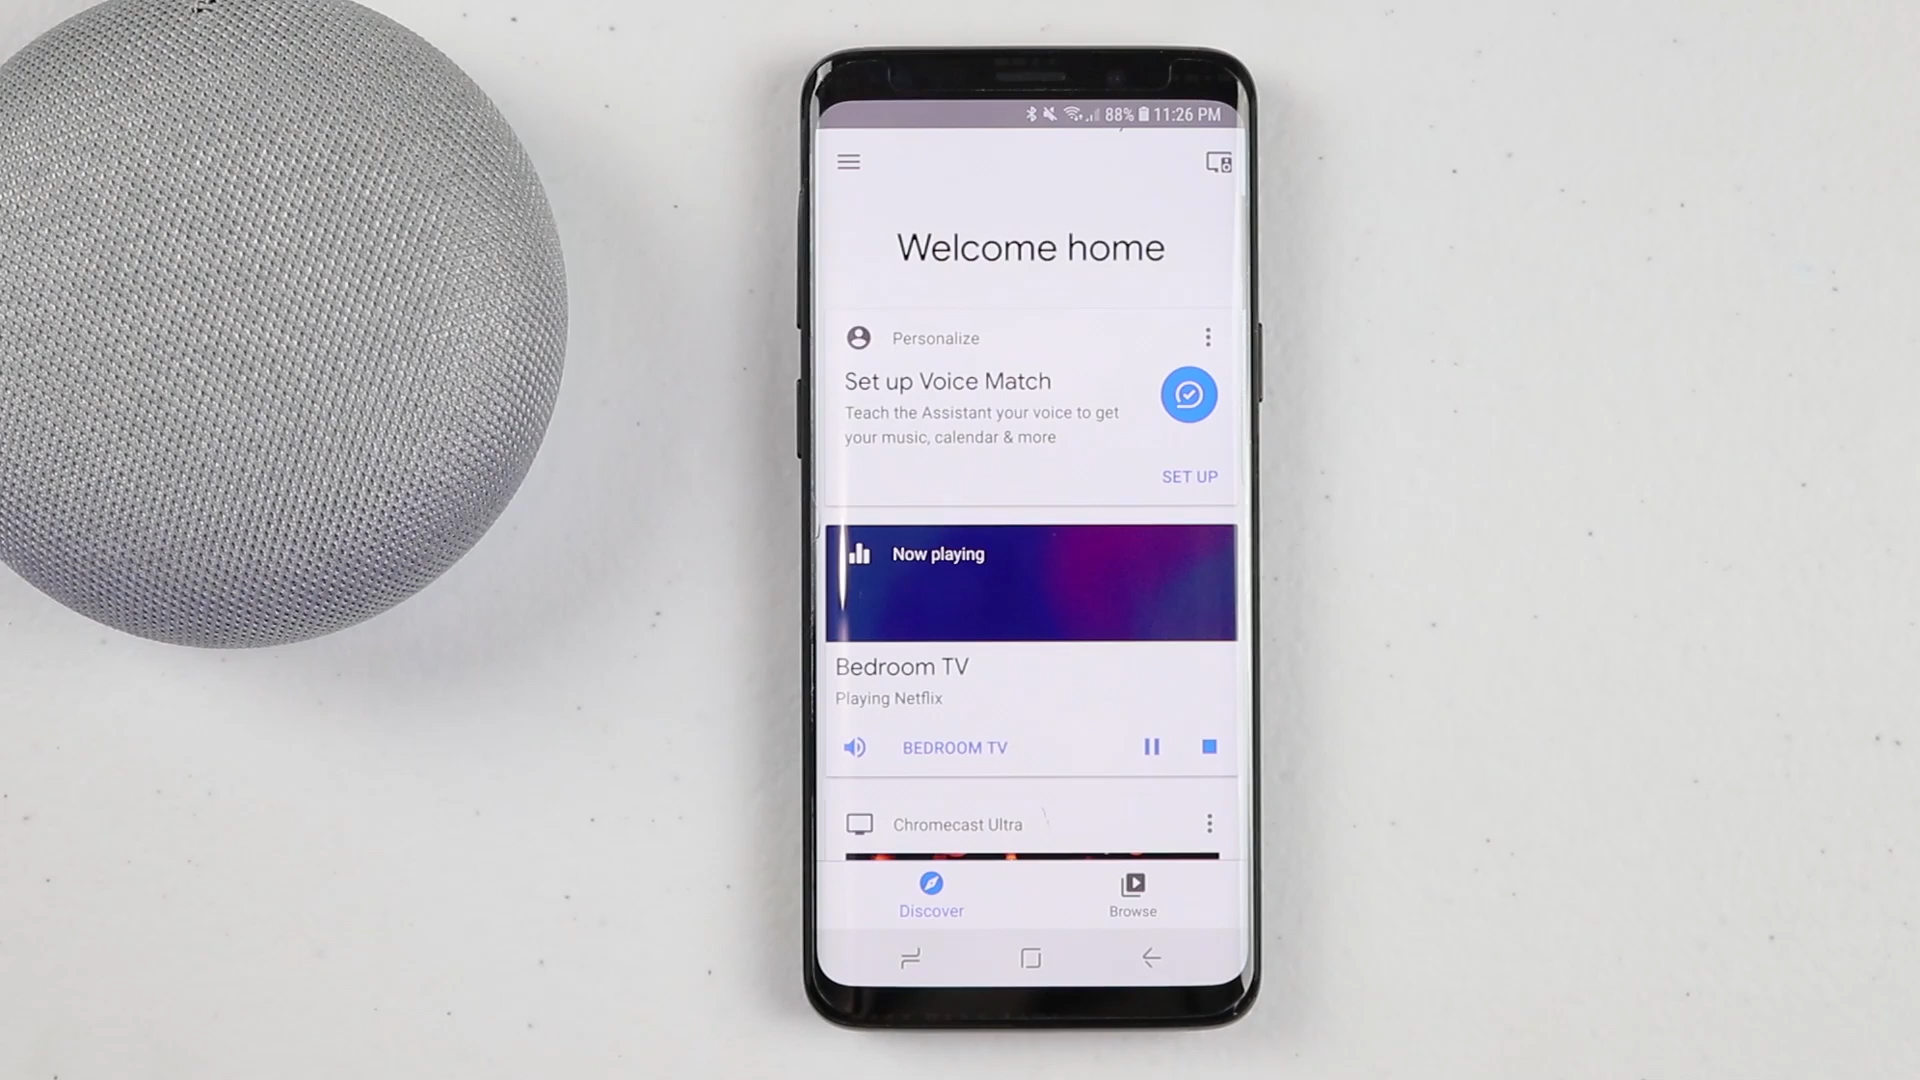 88% 11:26 PM
Welcome home
Personalize
Set up Voice Match
Teach the Assistant your voice to get
your music, calendar & more
SET UP
Now playing
Bedroom TV
Playing Netflix
BEDROOM TV
Chromecast Ultra
Discover
Browse